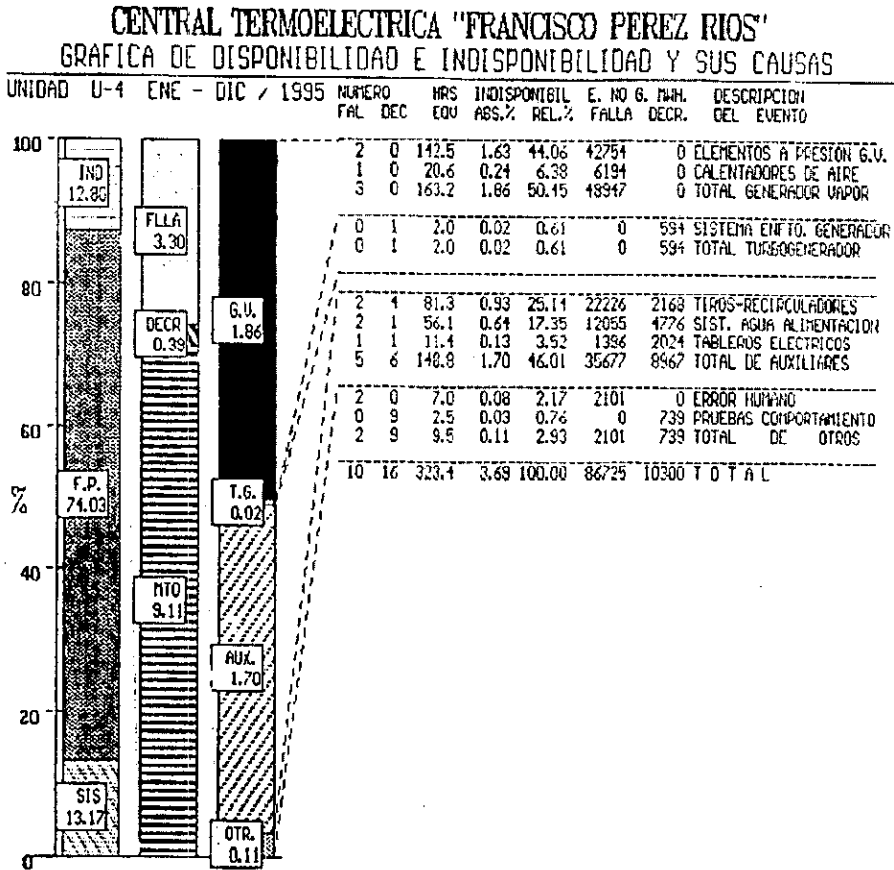 CENTRAL TERMOELECTRICA "FRANCISCO PEREZ RIOS"
GRAFICA DE DISPONIBILIDAD E INDISPONIBILIDAD Y SUS CAUSAS
UNIDAD U-4 ENE - DIC / 1995 NUMERO HRS INDISPONIBIL E. NO G. MWH. DESCRIPCION
FAL DEC EQU ABS.% REL.% FALLA DECR. DEL EVENTO
2 0 142.5 1.63 44.06 42754 0 ELEMENTOS A PRESION G.V.
1 0 20.6 0.24 6.38 6194 0 CALENTADORES DE AIRE
3 0 163.2 1.86 50.45 48947 0 TOTAL GENERADOR VAPOR
0 1 2.0 0.02 0.61 0 594 SISTEMA ENFTO. GENERADOR
0 1 2.0 0.02 0.61 0 594 TOTAL TURBOGENERADOR
2 4 81.3 0.93 25.14 22226 2168 TIROS-RECIRCULADORES
2 1 56.1 0.64 17.35 12055 4776 SIST. AGUA ALIMENTACION
1 1 11.4 0.13 3.52 1396 2024 TABLEROS ELECTRICOS
5 6 148.8 1.70 46.01 35677 8967 TOTAL DE AUXILIARES
2 0 7.0 0.08 2.17 2101 0 ERROR HUMANO
0 9 2.5 0.03 0.76 0 739 PRUEBAS COMPORTAMIENTO
2 9 9.5 0.11 2.93 2101 739 TOTAL DE OTROS
10 16 323.4 3.69 100.00 86725 10300 T O T A L
%
100
80
60
40
20
0
IND
12.80
F.P.
74.03
SIS
13.17
FLLA
3.30
DECR
0.39
MTO
9.11
G.V.
1.86
T.G.
0.02
AUX.
1.70
OTR.
0.11